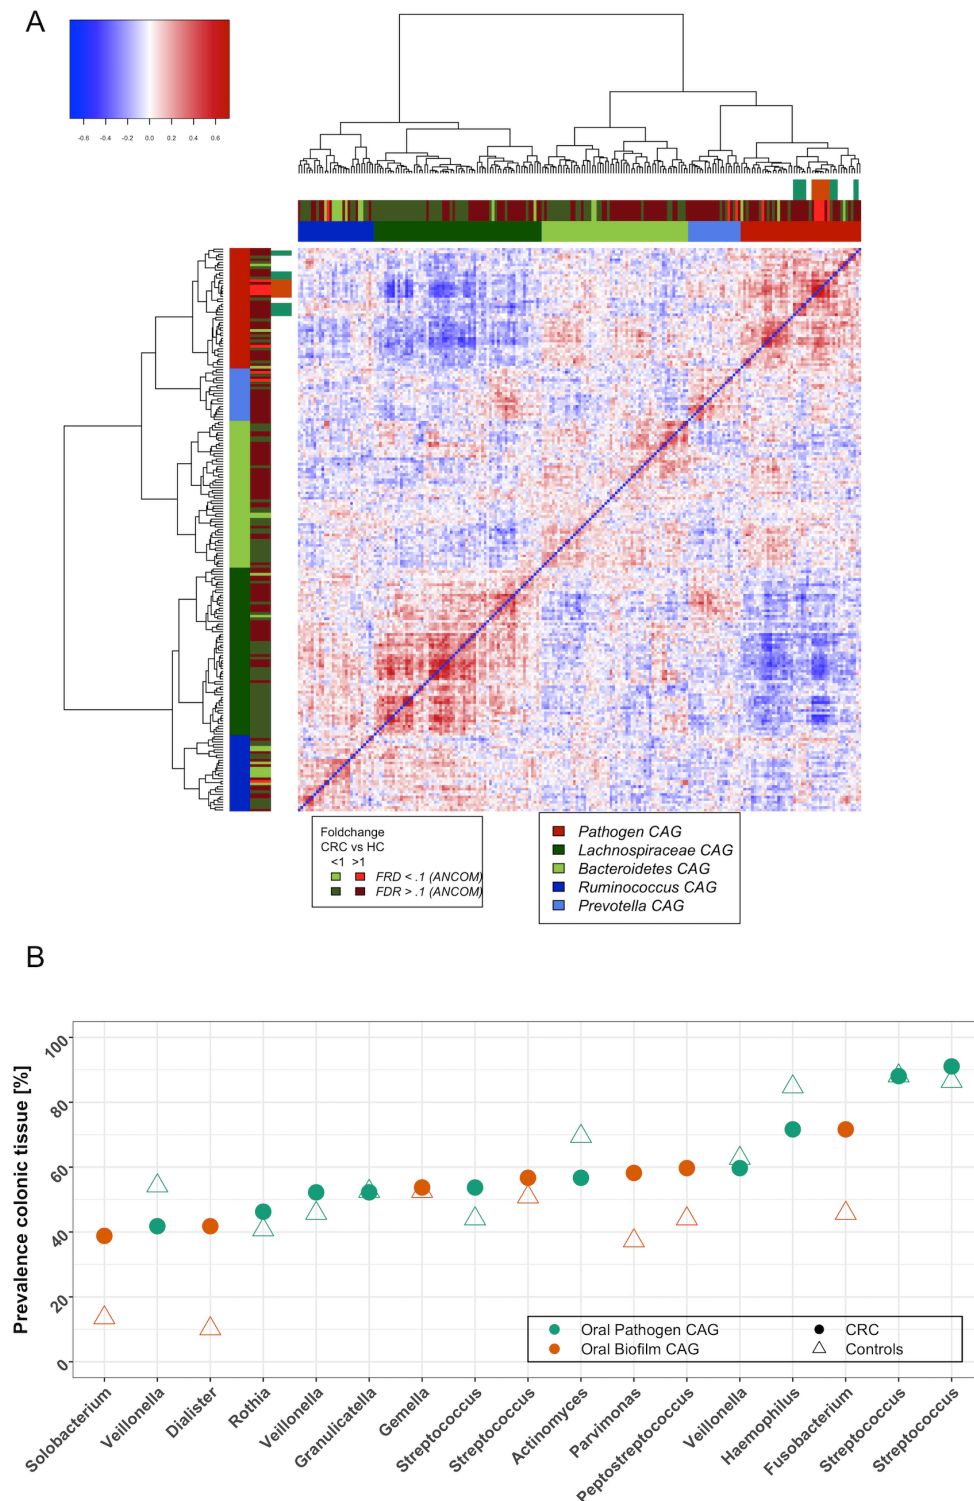 A
-0.6 -0.4 -0.2 0.0 0.2 0.4 0.6
Foldchange
CRC vs HC
<1 >1
FRD < .1 (ANCOM)
FDR > .1 (ANCOM)
Pathogen CAG
Lachnospiraceae CAG
Bacteroidetes CAG
Ruminococcus CAG
Prevotella CAG
B
Prevalence colonic tissue [%]
100
80
60
40
20
0
Oral Pathogen CAG
Oral Biofilm CAG
CRC
Controls
Solobacterium
Veillonella
Dialister
Rothia
Veillonella
Granulicatella
Gemella
Streptococcus
Streptococcus
Actinomyces
Parvimonas
Peptostreptococcus
Veillonella
Haemophilus
Fusobacterium
Streptococcus
Streptococcus